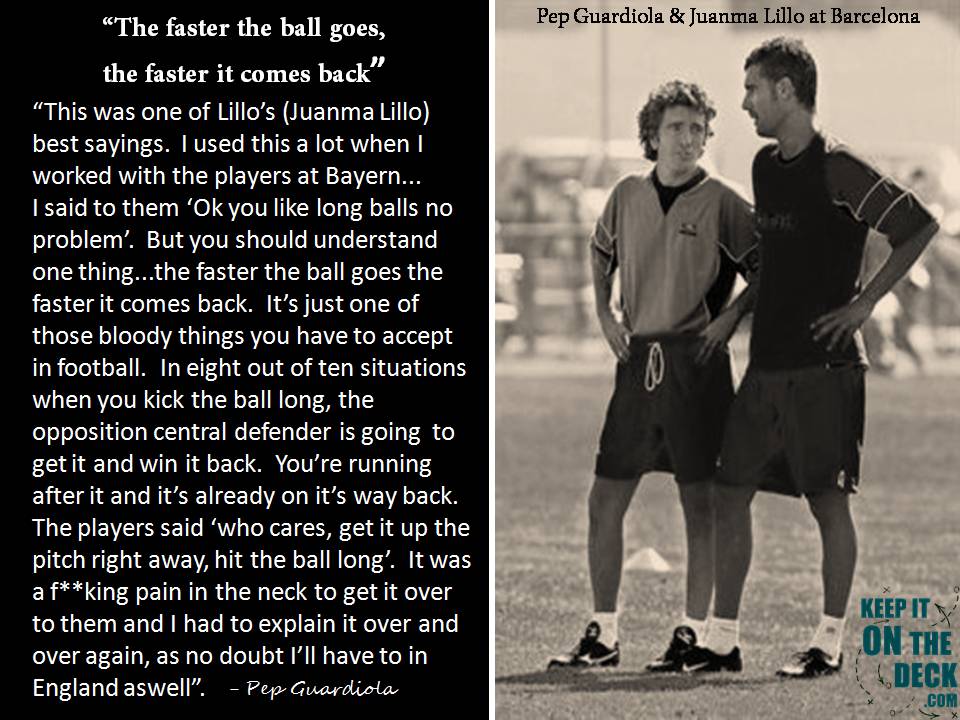 “The faster the ball goes,
the faster it comes back”
“This was one of Lillo’s (Juanma Lillo)
best sayings.  I used this a lot when I
worked with the players at Bayern...
I said to them ‘Ok you like long balls no
problem’.  But you should understand
one thing...the faster the ball goes the
faster it comes back.  It’s just one of
those bloody things you have to accept
in football.  In eight out of ten situations
when you kick the ball long, the
opposition central defender is going  to
get it and win it back.  You’re running
after it and it’s already on it’s way back.
The players said ‘who cares, get it up the
pitch right away, hit the ball long’.  It was
a f**king pain in the neck to get it over
to them and I had to explain it over and
over again, as no doubt I’ll have to in
England aswell”.   - Pep Guardiola
Pep Guardiola & Juanma Lillo at Barcelona
KEEP IT
ON THE
DECK
.COM